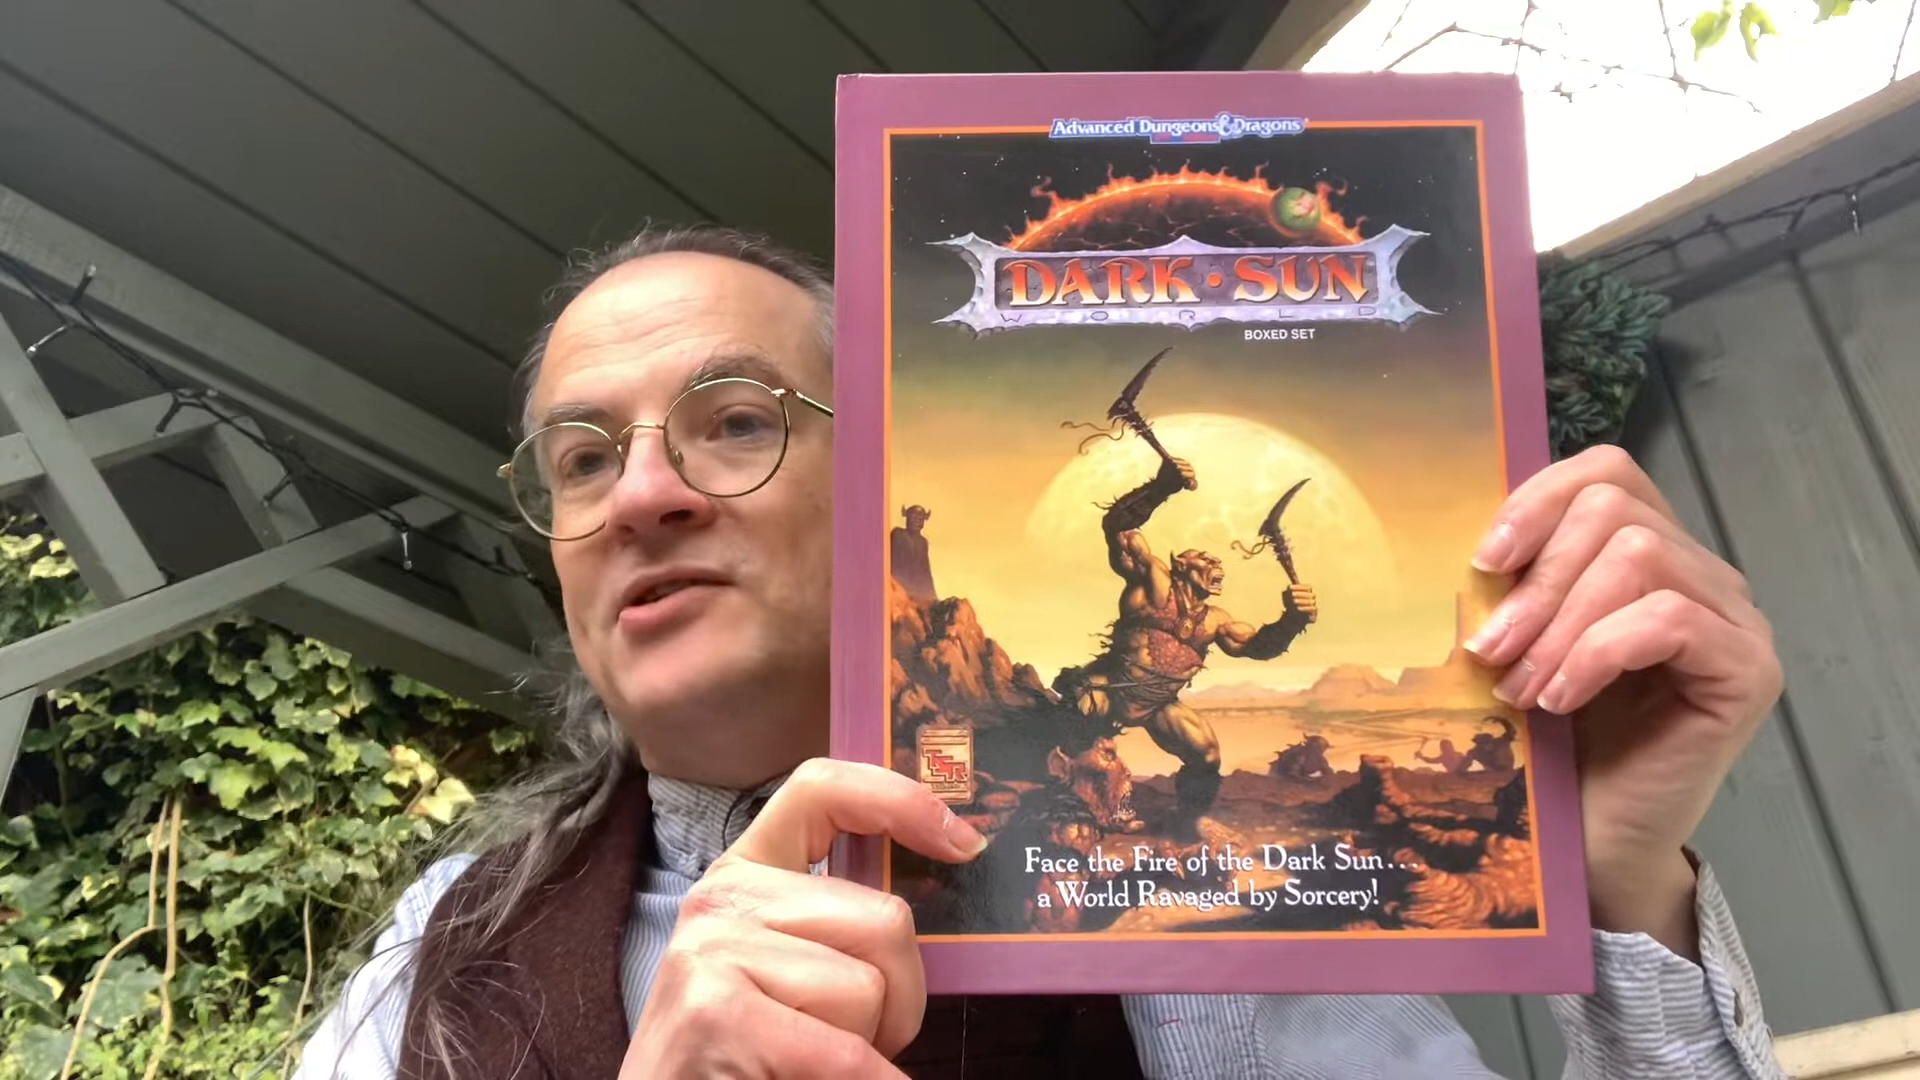 Advanced Dungeons & Dragons
DARK • SUN
WORLD
BOXED SET
TSR
Face the Fire of the Dark Sun...
a World Ravaged by Sorcery!